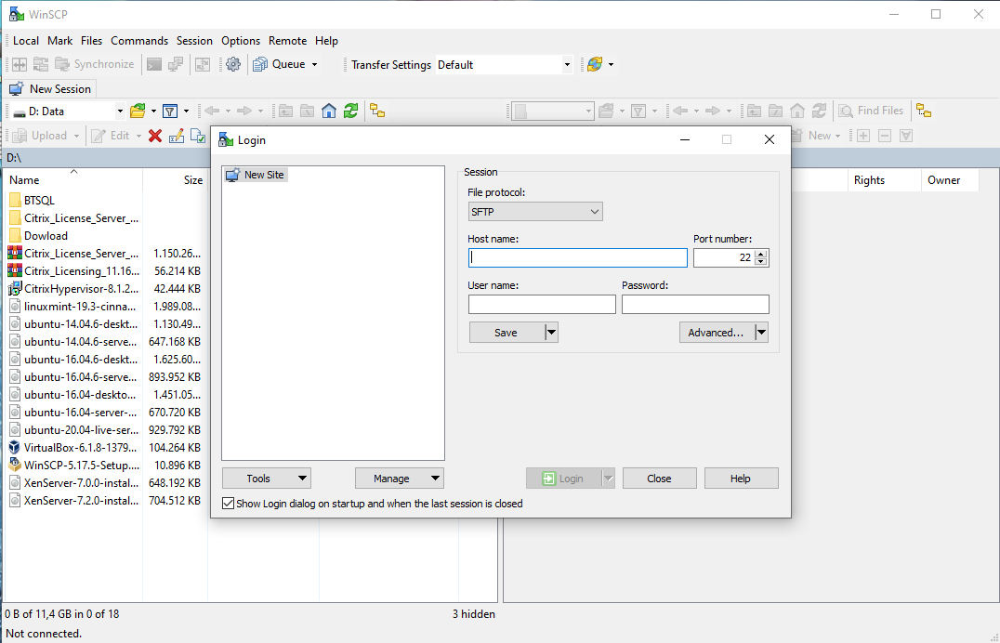 WinSCP
Local Mark Files Commands Session Options Remote Help
Synchronize Queue Transfer Settings Default
New Session
D: Data Find Files
Upload Edit New
D:\
Name Size Rights Owner
BTSQL
Citrix_License_Server_...
Dowload
Citrix_License_Server_... 1.150.26...
Citrix_Licensing_11.16... 56.214 KB
CitrixHypervisor-8.1.2... 42.444 KB
linuxmint-19.3-cinna... 1.989.08...
ubuntu-14.04.6-deskt... 1.130.49...
ubuntu-14.04.6-serve... 647.168 KB
ubuntu-16.04.6-deskt... 1.625.60...
ubuntu-16.04.6-serve... 893.952 KB
ubuntu-16.04-deskto... 1.451.05...
ubuntu-16.04-server-... 670.720 KB
ubuntu-20.04-live-ser... 929.792 KB
VirtualBox-6.1.8-1379... 104.264 KB
WinSCP-5.17.5-Setup.... 10.896 KB
XenServer-7.0.0-instal... 648.192 KB
XenServer-7.2.0-instal... 704.512 KB
Login
New Site
Session
File protocol:
SFTP
Host name: Port number:
22
User name: Password:
Save Advanced...
Tools Manage Login Close Help
Show Login dialog on startup and when the last session is closed
0 B of 11,4 GB in 0 of 18 3 hidden
Not connected.